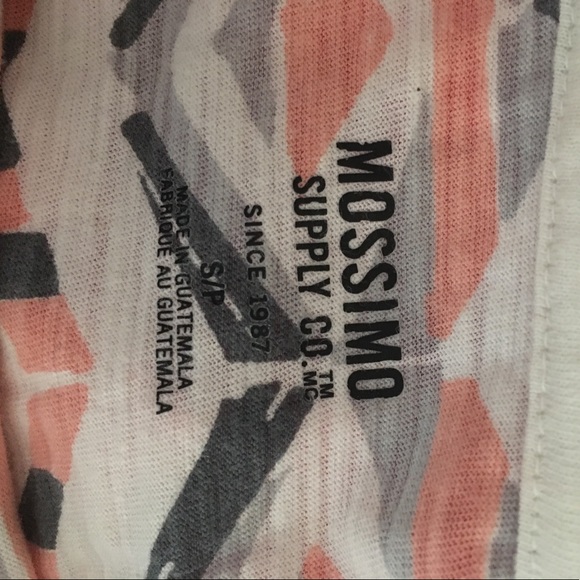 MOSSIMO
SUPPLY CO.™ MC
SINCE 1987
S/P
MADE IN GUATEMALA
FABRIQUE AU GUATEMALA